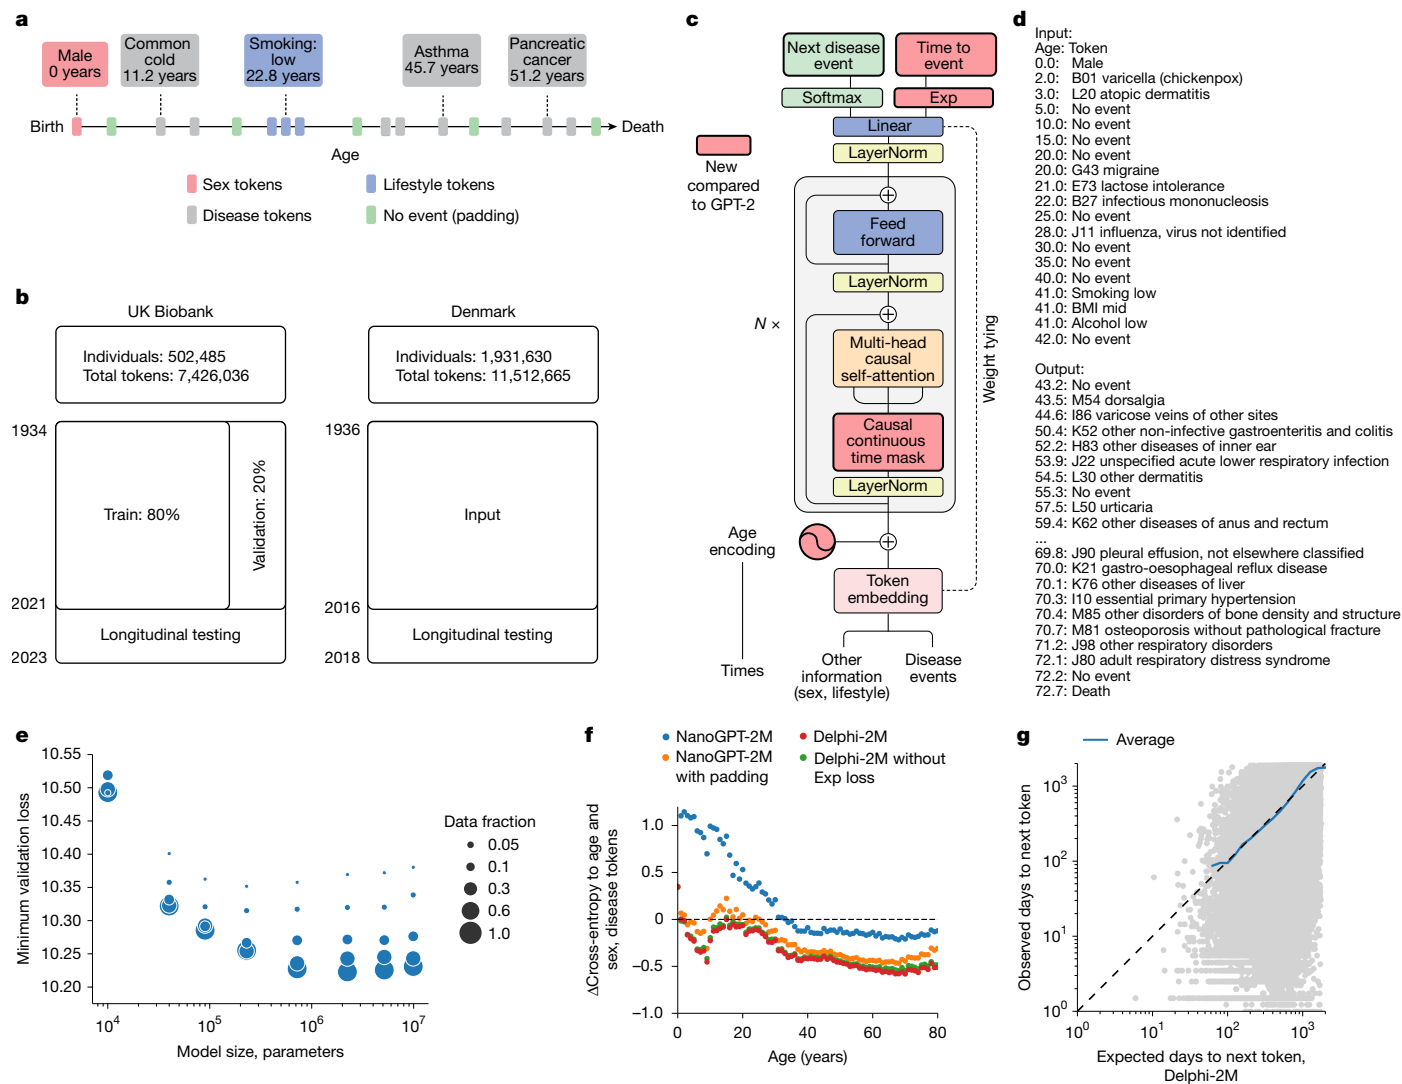 a
Male
0 years
Common
cold
11.2 years
Smoking:
low
22.8 years
Asthma
45.7 years
Pancreatic
cancer
51.2 years
Birth
Death
Age
Sex tokens
Lifestyle tokens
Disease tokens
No event (padding)
b
UK Biobank
Individuals: 502,485
Total tokens: 7,426,036
1934
Train: 80%
Validation: 20%
2021
Longitudinal testing
2023
Denmark
Individuals: 1,931,630
Total tokens: 11,512,665
1936
Input
2016
Longitudinal testing
2018
c
Next disease
event
Time to
event
Softmax
Exp
Linear
LayerNorm
New
compared
to GPT-2
Feed
forward
LayerNorm
N ×
Multi-head
causal
self-attention
Causal
continuous
time mask
LayerNorm
Weight tying
Age
encoding
Token
embedding
Times
Other
information
(sex, lifestyle)
Disease
events
d
Input:
Age: Token
0.0: Male
2.0: B01 varicella (chickenpox)
3.0: L20 atopic dermatitis
5.0: No event
10.0: No event
15.0: No event
20.0: No event
20.0: G43 migraine
21.0: E73 lactose intolerance
22.0: B27 infectious mononucleosis
25.0: No event
28.0: J11 influenza, virus not identified
30.0: No event
35.0: No event
40.0: No event
41.0: Smoking low
41.0: BMI mid
41.0: Alcohol low
42.0: No event
Output:
43.2: No event
43.5: M54 dorsalgia
44.6: I86 varicose veins of other sites
50.4: K52 other non-infective gastroenteritis and colitis
52.2: H83 other diseases of inner ear
53.9: J22 unspecified acute lower respiratory infection
54.5: L30 other dermatitis
55.3: No event
57.5: L50 urticaria
59.4: K62 other diseases of anus and rectum
...
69.8: J90 pleural effusion, not elsewhere classified
70.0: K21 gastro-oesophageal reflux disease
70.1: K76 other diseases of liver
70.3: I10 essential primary hypertension
70.4: M85 other disorders of bone density and structure
70.7: M81 osteoporosis without pathological fracture
71.2: J98 other respiratory disorders
72.1: J80 adult respiratory distress syndrome
72.2: No event
72.7: Death
e
Minimum validation loss
10.55
10.50
10.45
10.40
10.35
10.30
10.25
10.20
10⁴
10⁵
10⁶
10⁷
Model size, parameters
Data fraction
0.05
0.1
0.3
0.6
1.0
f
NanoGPT-2M
NanoGPT-2M
with padding
Delphi-2M
Delphi-2M without
Exp loss
ΔCross-entropy to age and
sex, disease tokens
1.0
0.5
0
−0.5
−1.0
0
20
40
60
80
Age (years)
g
Average
Observed days to next token
10³
10²
10¹
10⁰
10⁰
10¹
10²
10³
Expected days to next token,
Delphi-2M